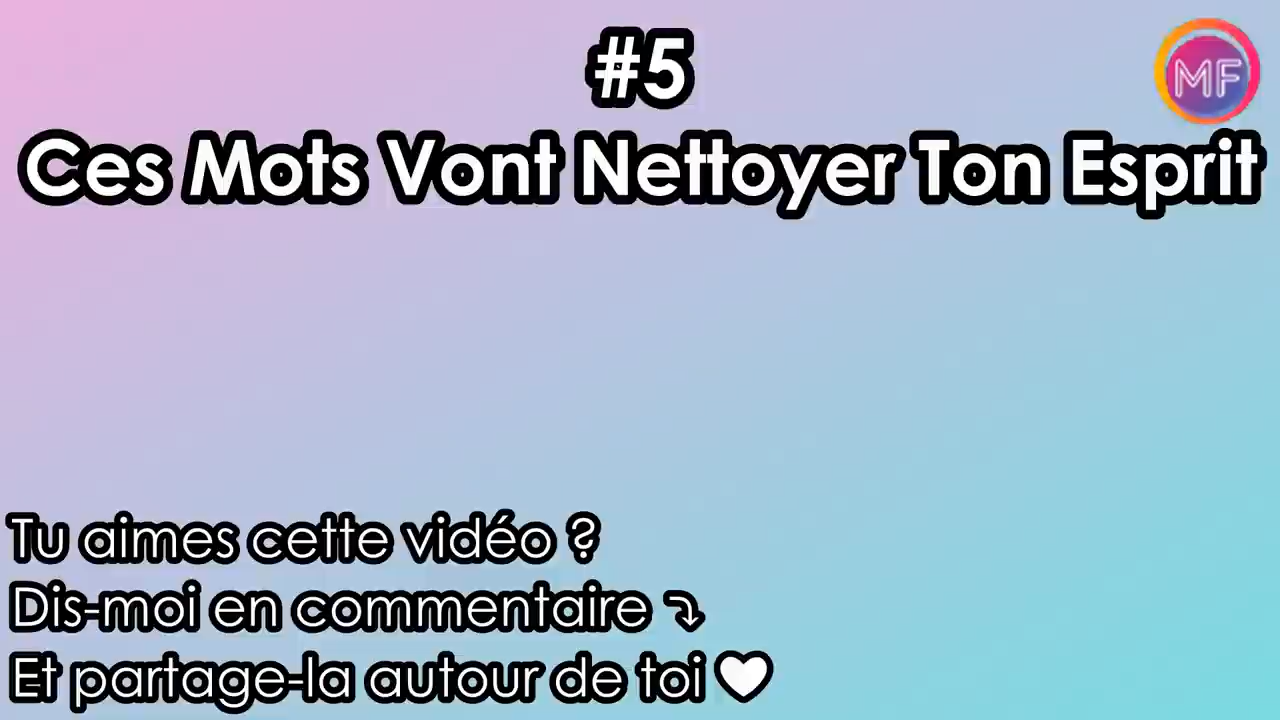 #5
MF
Ces Mots Vont Nettoyer Ton Esprit
Tu aimes cette vidéo ?
Dis-moi en commentaire ⤵
Et partage-la autour de toi ♥